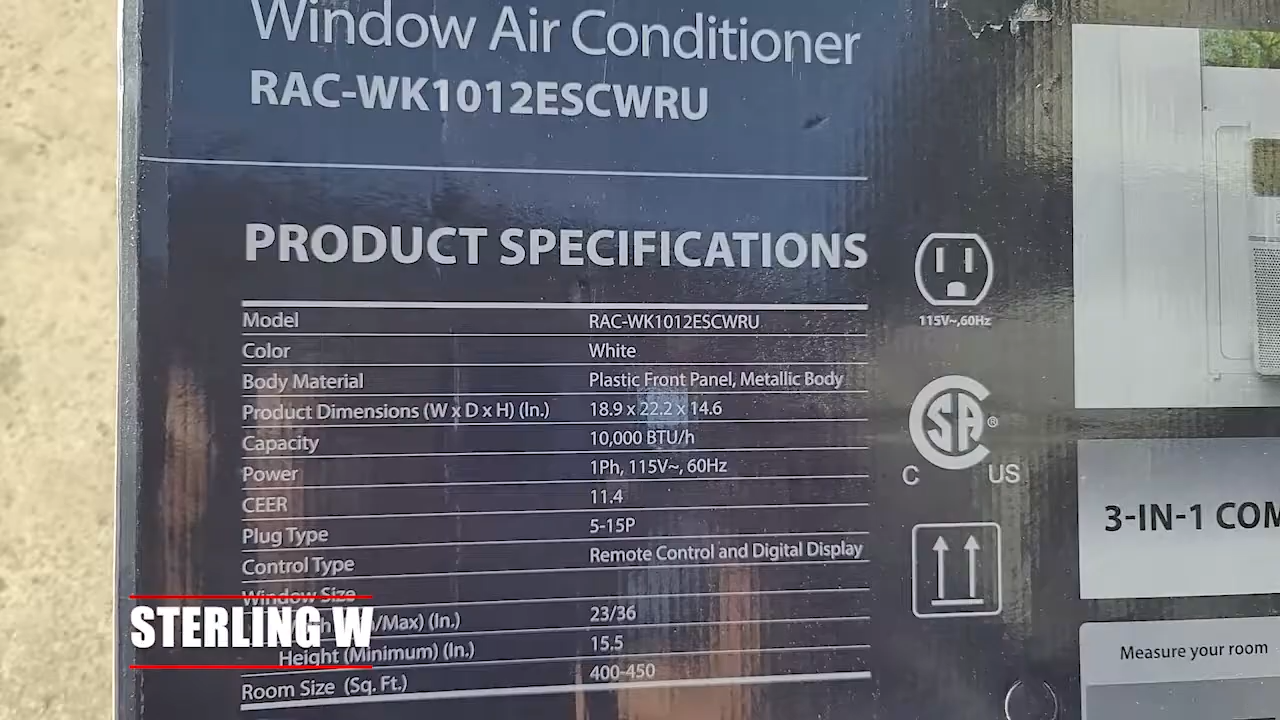 Window Air Conditioner
RAC-WK1012ESCWRU
PRODUCT SPECIFICATIONS
Model RAC-WK1012ESCWRU
Color White
Body Material Plastic Front Panel, Metallic Body
Product Dimensions (W x D x H) (In.) 18.9 x 22.2 x 14.6
Capacity 10,000 BTU/h
Power 1Ph, 115V~, 60Hz
CEER 11.4
Plug Type 5-15P
Control Type Remote Control and Digital Display
Window Size
/Max) (In.) 23/36
Height (Minimum) (In.) 15.5
Room Size (Sq. Ft.) 400-450
115V~,60Hz
SA®
C US
3-IN-1 COM
Measure your room
STERLING W